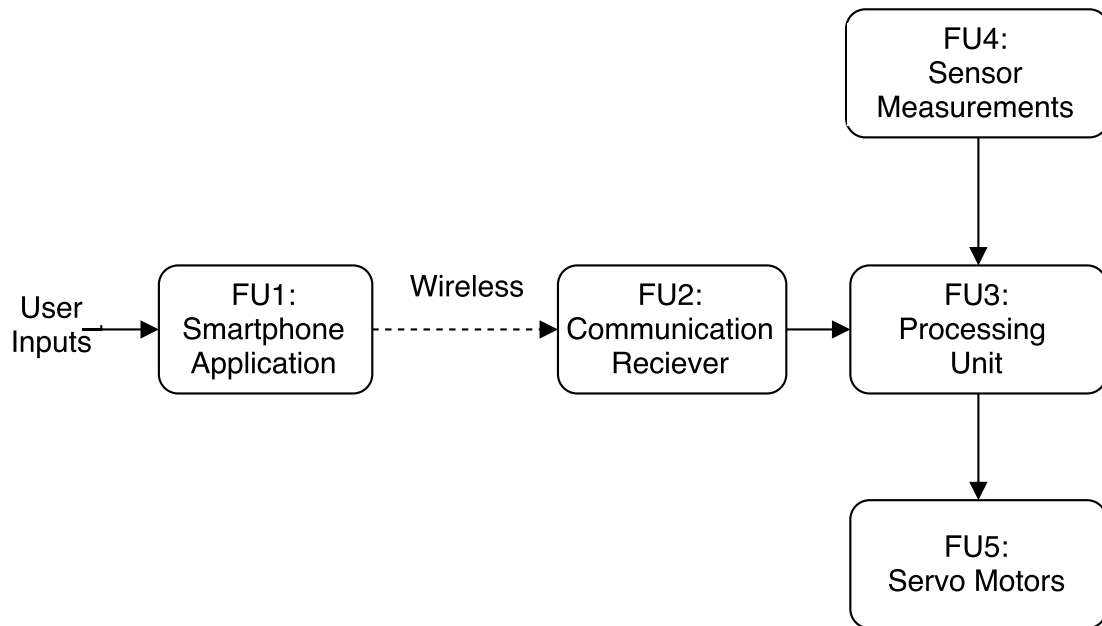 FU4:
Sensor
Measurements
User
Inputs
FU1:
Smartphone
Application
Wireless
FU2:
Communication
Reciever
FU3:
Processing
Unit
FU5:
Servo Motors